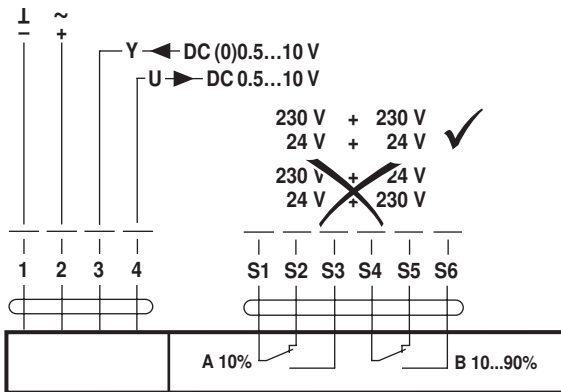 ⊥ ~
− +
Y ◄ DC (0)0.5...10 V
U ► DC 0.5...10 V
230 V + 230 V
24 V + 24 V
230 V + 24 V
24 V + 230 V
1 2 3 4 S1 S2 S3 S4 S5 S6
A 10% B 10...90%